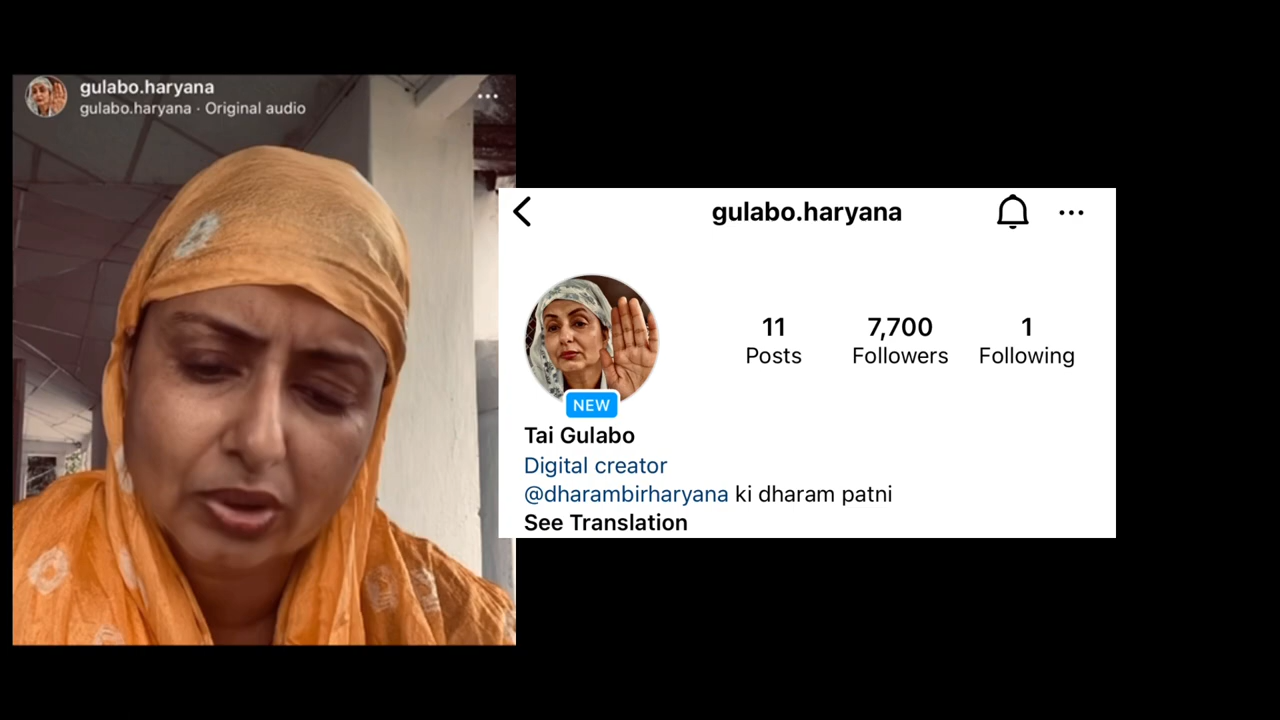 gulabo.haryana
gulabo.haryana · Original audio
gulabo.haryana
11
Posts
7,700
Followers
1
Following
NEW
Tai Gulabo
Digital creator
@dharambirharyana ki dharam patni
See Translation